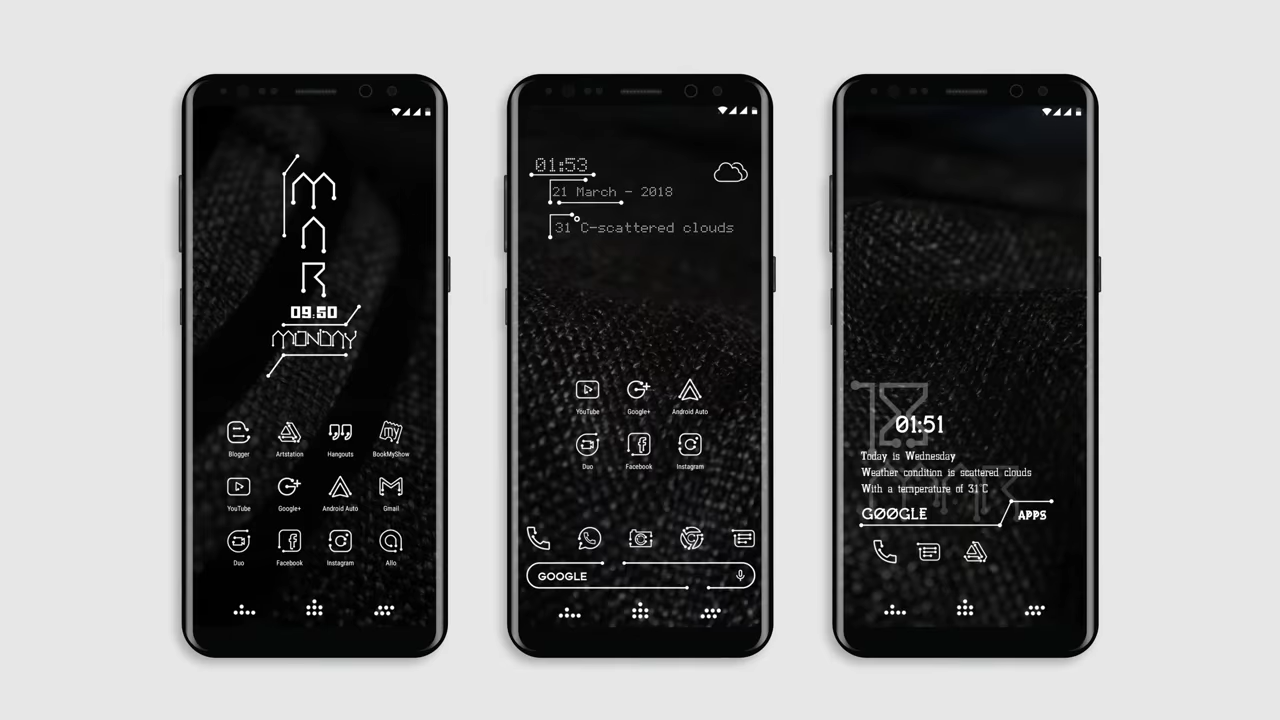 MAR
09:50
MONDAY
Blogger Artstation Hangouts BookMyShow
YouTube Google+ Android Auto Gmail
Duo Facebook Instagram Allo
01:53
21 March - 2018
31°C-scattered clouds
YouTube Google+ Android Auto
Duo Facebook Instagram
GOOGLE
01:51
Today is Wednesday
Weather condition is scattered clouds
With a temperature of 31°C
GØØGLE APPS